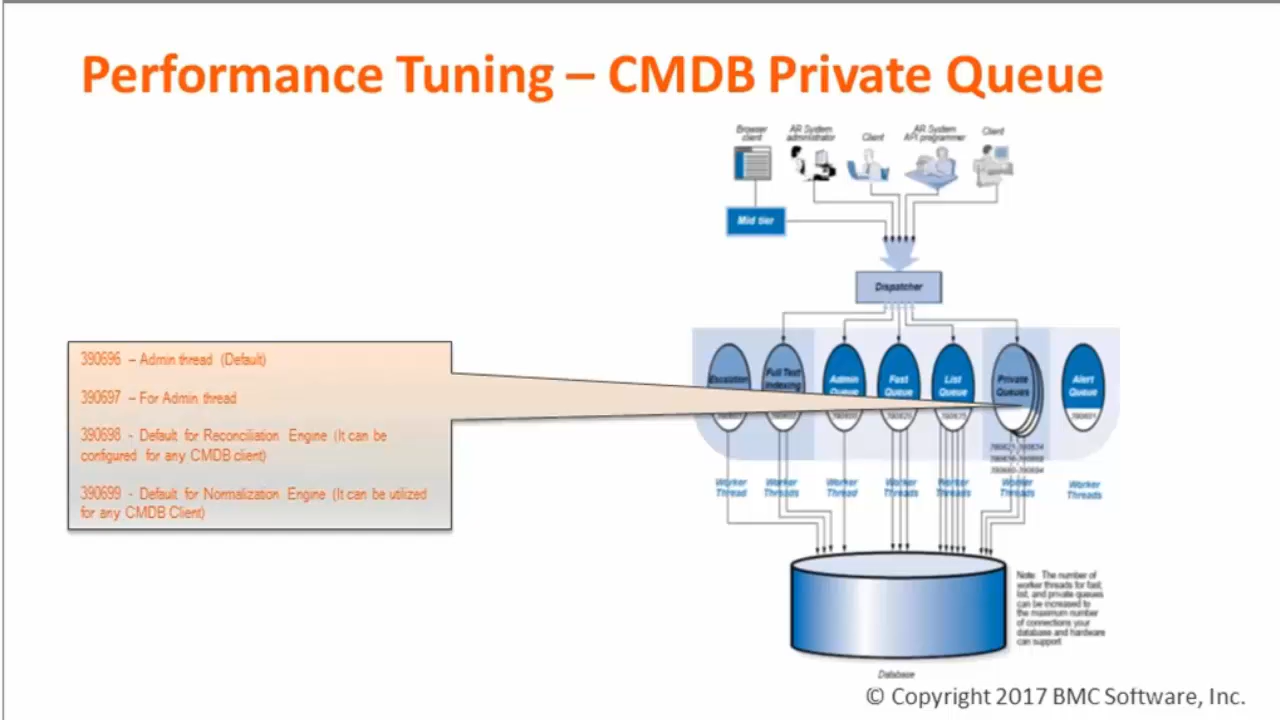 Performance Tuning – CMDB Private Queue
Browser
client
AR System
administrator
Client
AR System
API programmer
Client
Mid tier
Dispatcher
390696 – Admin thread (Default)
390697 – For Admin thread
390698 - Default for Reconciliation Engine (It can be
configured for any CMDB client)
390699 - Default for Normalization Engine (It can be utilized
for any CMDB Client)
Escalation
Full Text
Indexing
Admin
Queue
Fast
Queue
List
Queue
Private
Queues
Alert
Queue
Worker
Thread
Worker
Threads
Worker
Thread
Worker
Threads
Worker
Threads
Worker
Threads
Worker
Threads
Note: The number of
worker threads for fast,
list, and private queues
can be increased to
the maximum number
of connections your
database and hardware
can support
Database
© Copyright 2017 BMC Software, Inc.